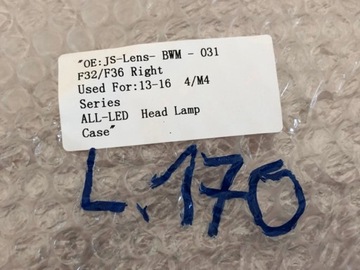 "OE:JS-Lens- BWM - 031
F32/F36 Right
Used For:13-16 4/M4
Series
ALL-LED Head Lamp
Case"
L.170